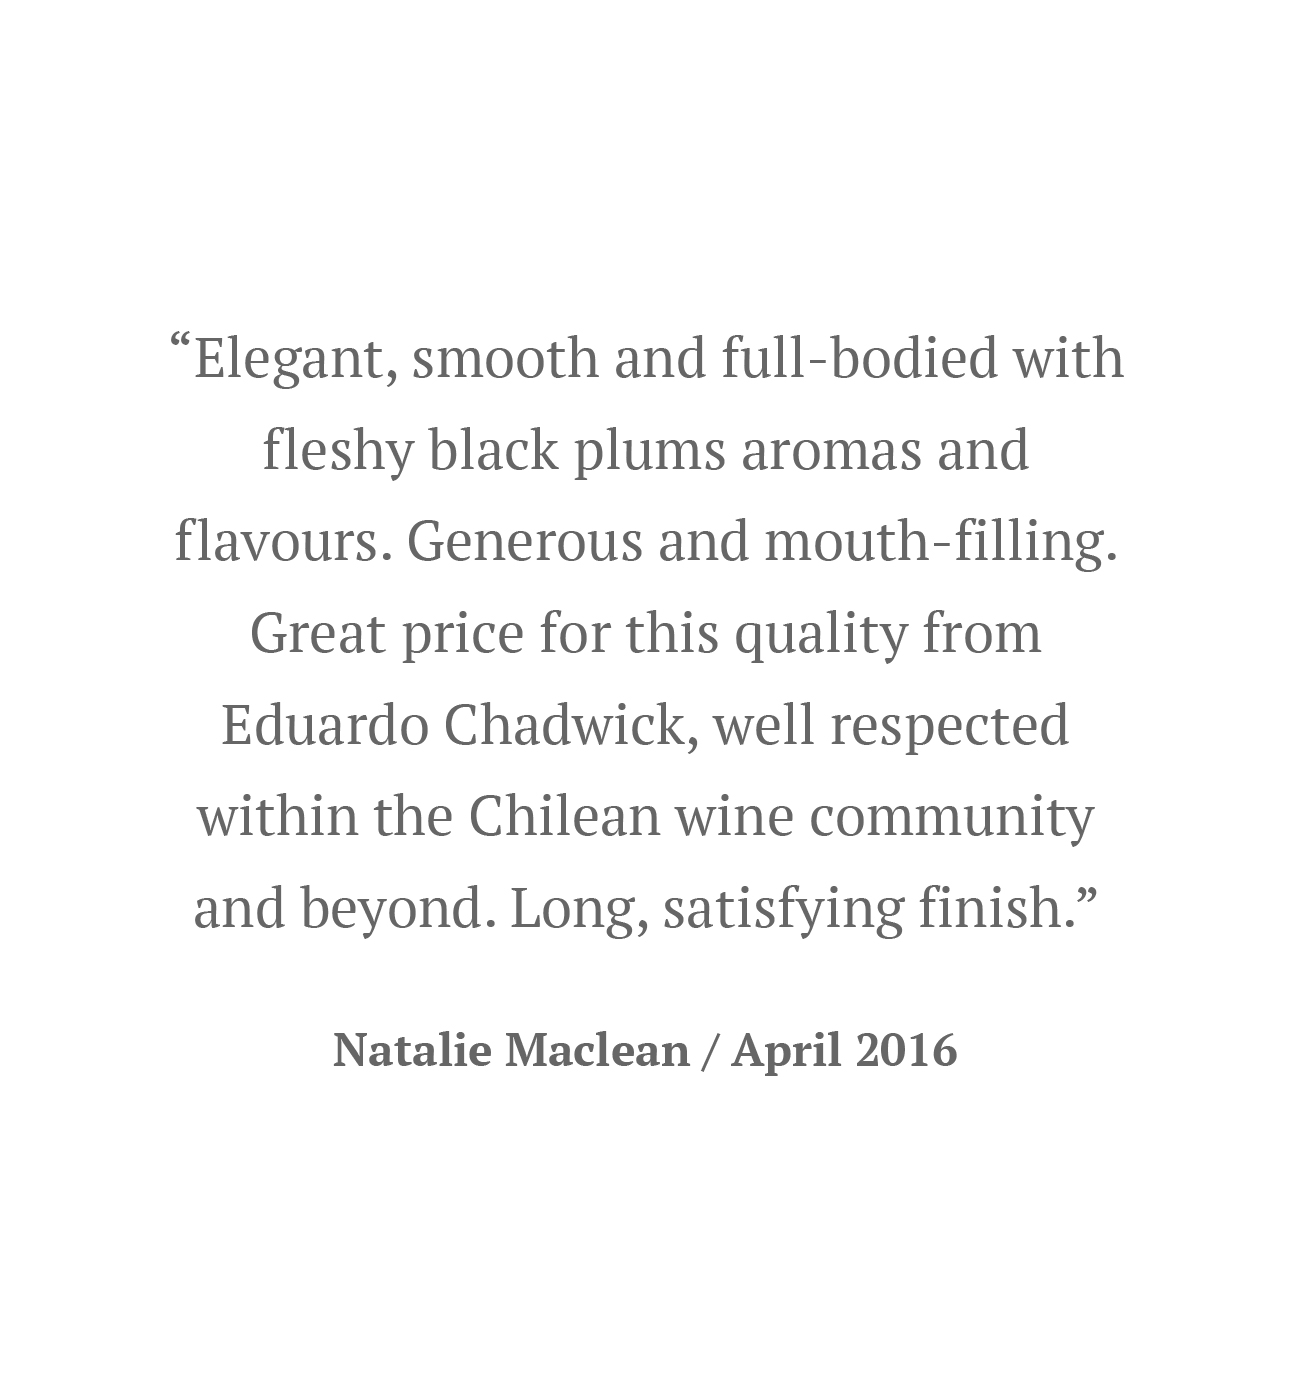 “Elegant, smooth and full-bodied with
fleshy black plums aromas and
flavours. Generous and mouth-filling.
Great price for this quality from
Eduardo Chadwick, well respected
within the Chilean wine community
and beyond. Long, satisfying finish.”
Natalie Maclean / April 2016